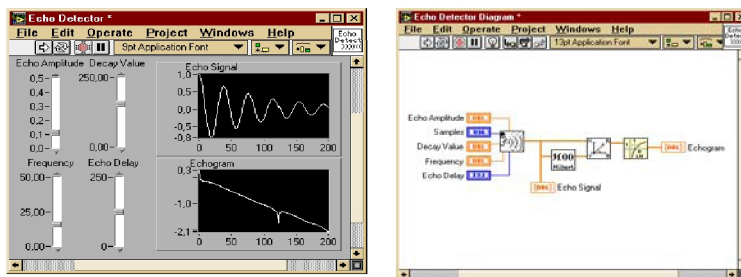 Echo Detector *
File Edit Operate Project Windows Help
Echo
9pt Application Font
Echo Amplitude Decay Value
0,5-
0,4-
0,3-
0,2-
0,1-
0,0-
250,00-
0,00-
Frequency Echo Delay
50,00-
25,00-
0,00-
250-
0-
Echo Signal
1,0
0,5
0,0
-0,5
-0,8
0 50 100 150 200
Echogram
0,3
-1,0
-2,1
0 50 100 150 200
Echo Detector Diagram *
File Edit Operate Project Windows Help
13pt Application Font
Echo Amplitude DBL
Samples
Decay Value DBL
Frequency DBL
Echo Delay
Hilbert
DBL Echogram
DBL Echo Signal